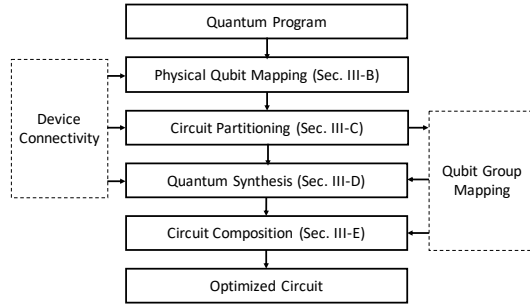 Quantum Program
Physical Qubit Mapping (Sec. III-B)
Device
Connectivity
Circuit Partitioning (Sec. III-C)
Quantum Synthesis (Sec. III-D)
Qubit Group
Mapping
Circuit Composition (Sec. III-E)
Optimized Circuit